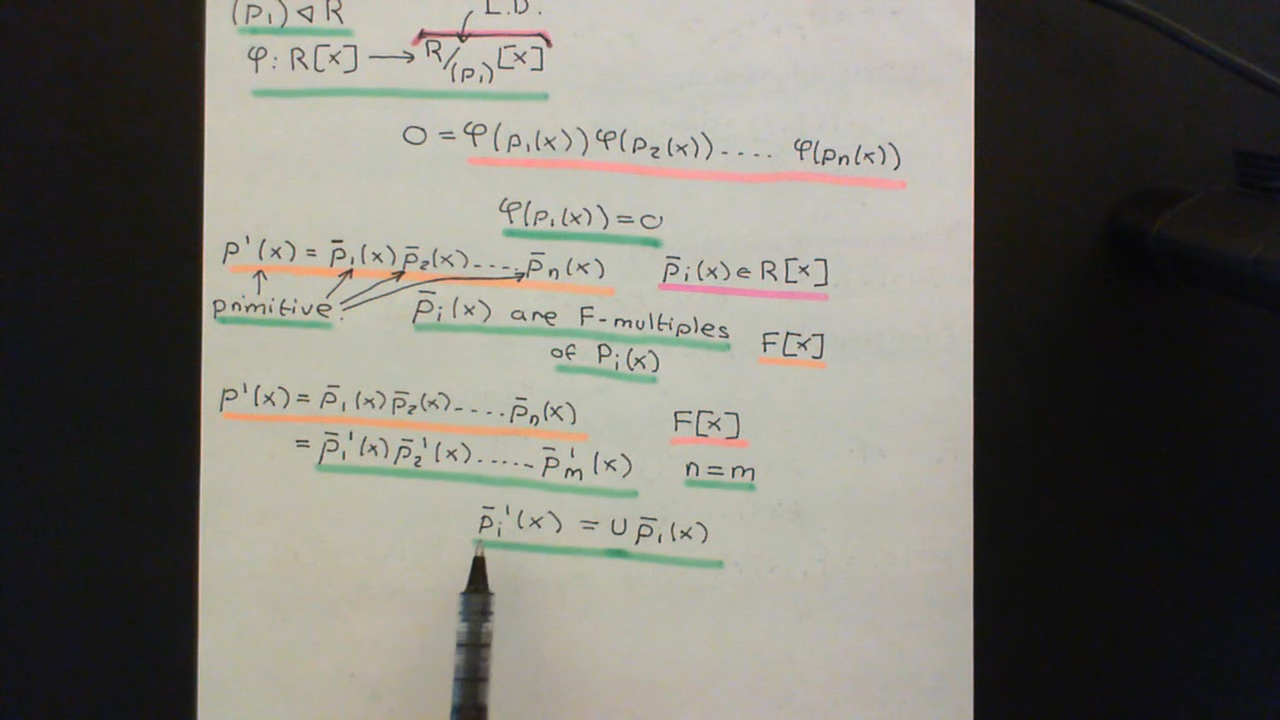 (p₁) ◁ R I.D.
φ: R[x] → R/(p₁)[x]
0 = φ(p₁(x)) φ(p₂(x)).... φ(pₙ(x))
φ(p₁(x)) = 0
p'(x) = p̄₁(x) p̄₂(x)..... p̄ₙ(x) p̄ᵢ(x) ∈ R[x]
primitive. p̄ᵢ(x) are F-multiples
of Pᵢ(x) F[x]
p'(x) = p̄₁(x) p̄₂(x)..... p̄ₙ(x) F[x]
= p̄₁'(x) p̄₂'(x)...... p̄ₘ'(x) n = m
p̄ᵢ'(x) = U p̄ᵢ(x)